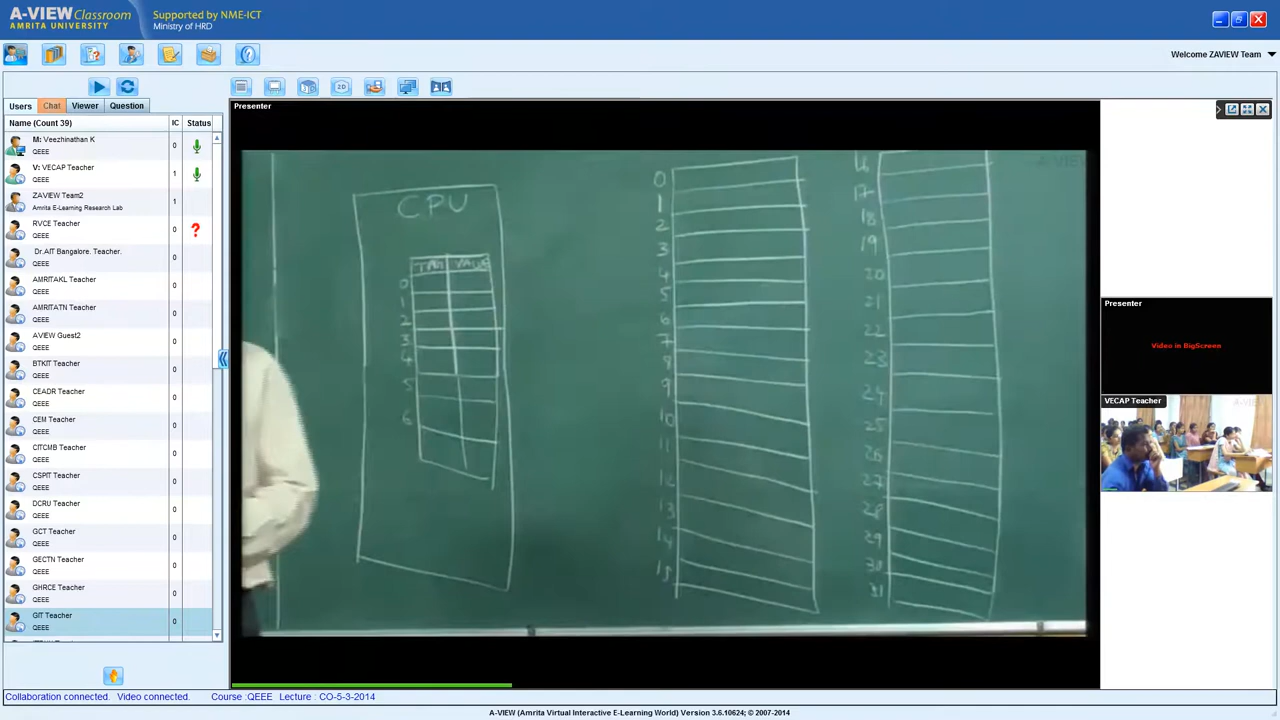 A-VIEW Classroom
AMRITA UNIVERSITY
Supported by NME-ICT
Ministry of HRD
Welcome ZAVIEW Team
Users Chat Viewer Question
Name (Count 39) IC Status
M: Veezhinathan K
QEEE 0
V: VECAP Teacher
QEEE 1
ZAVIEW Team2
Amrita E-Learning Research Lab 1
RVCE Teacher
QEEE 0 ?
Dr.AIT Bangalore. Teacher.
QEEE 0
AMRITAKL Teacher
QEEE 0
AMRITATN Teacher
QEEE 0
AVIEW Guest2
QEEE 0
BTKIT Teacher
QEEE 0
CEADR Teacher
QEEE 0
CEM Teacher
QEEE 0
CITCMB Teacher
QEEE 0
CSPIT Teacher
QEEE 0
DCRU Teacher
QEEE 0
GCT Teacher
QEEE 0
GECTN Teacher
QEEE 0
GHRCE Teacher
QEEE 0
GIT Teacher
QEEE 0
2D
Presenter
A-VIEW
CPU
TAG VALUE
0
1
2
3
4
5
6
0
1
2
3
4
5
6
7
8
9
10
11
12
13
14
15
16
17
18
19
20
21
22
23
24
25
26
27
28
29
30
31
Presenter
Video in BigScreen
VECAP Teacher
A-VIEW
Collaboration connected. Video connected. Course :QEEE Lecture : CO-5-3-2014
A-VIEW (Amrita Virtual Interactive E-Learning World) Version 3.6.10624; © 2007-2014